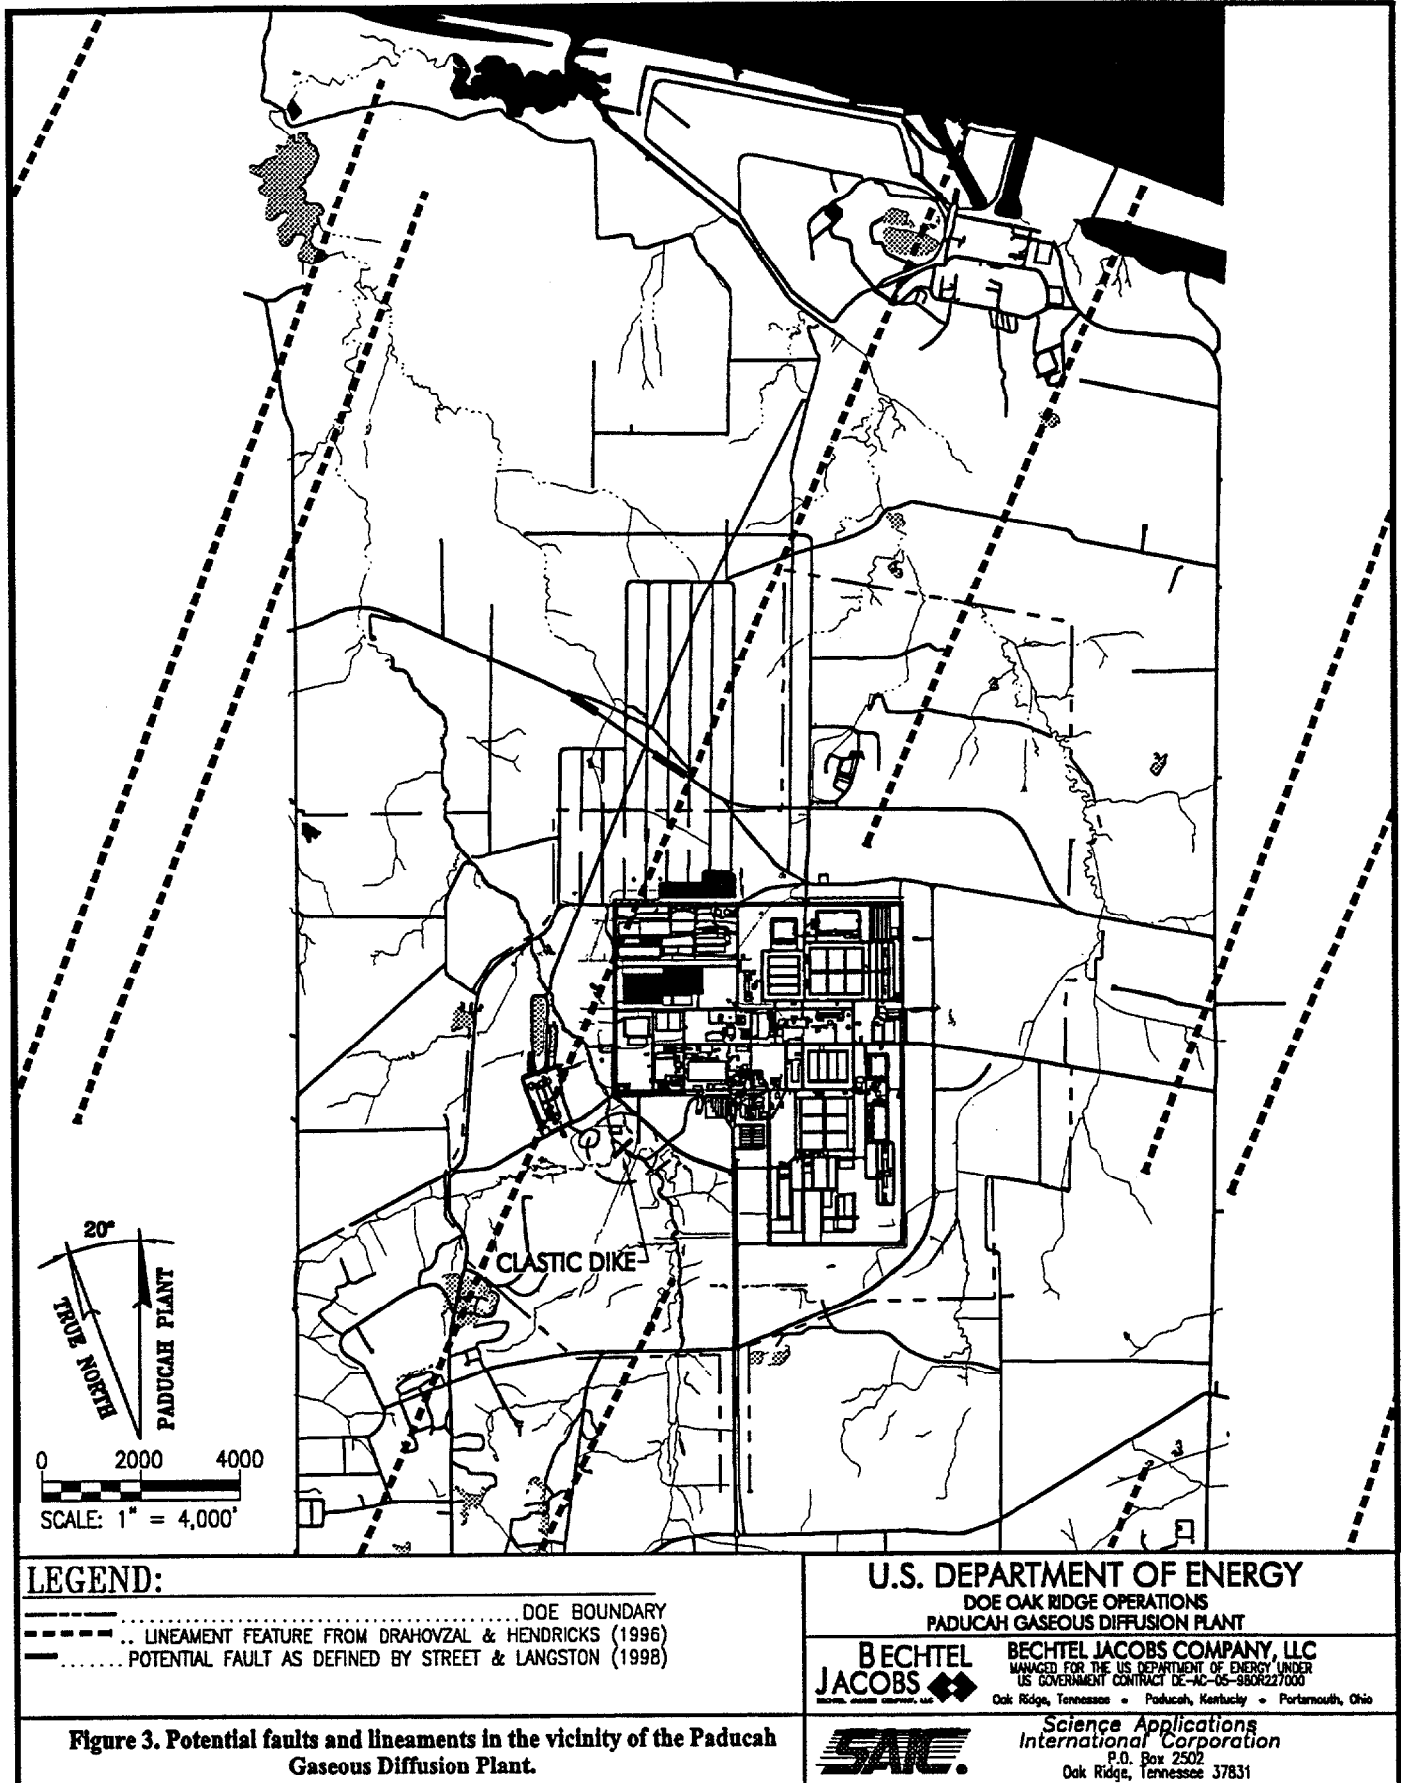 CLASTIC DIKE
20°
TRUE NORTH
PADUCAH PLANT
0 2000 4000
SCALE: 1" = 4,000'
LEGEND:
DOE BOUNDARY
LINEAMENT FEATURE FROM DRAHOVZAL & HENDRICKS (1996)
POTENTIAL FAULT AS DEFINED BY STREET & LANGSTON (1998)
Figure 3. Potential faults and lineaments in the vicinity of the Paducah
Gaseous Diffusion Plant.
U.S. DEPARTMENT OF ENERGY
DOE OAK RIDGE OPERATIONS
PADUCAH GASEOUS DIFFUSION PLANT
BECHTEL
JACOBS
BECHTEL JACOBS COMPANY, LLC
MANAGED FOR THE US DEPARTMENT OF ENERGY UNDER
US GOVERNMENT CONTRACT DE-AC-05-98OR227000
Oak Ridge, Tennessee • Paducah, Kentucky • Portsmouth, Ohio
SAIC.
Science Applications
International Corporation
P.O. Box 2502
Oak Ridge, Tennessee 37831